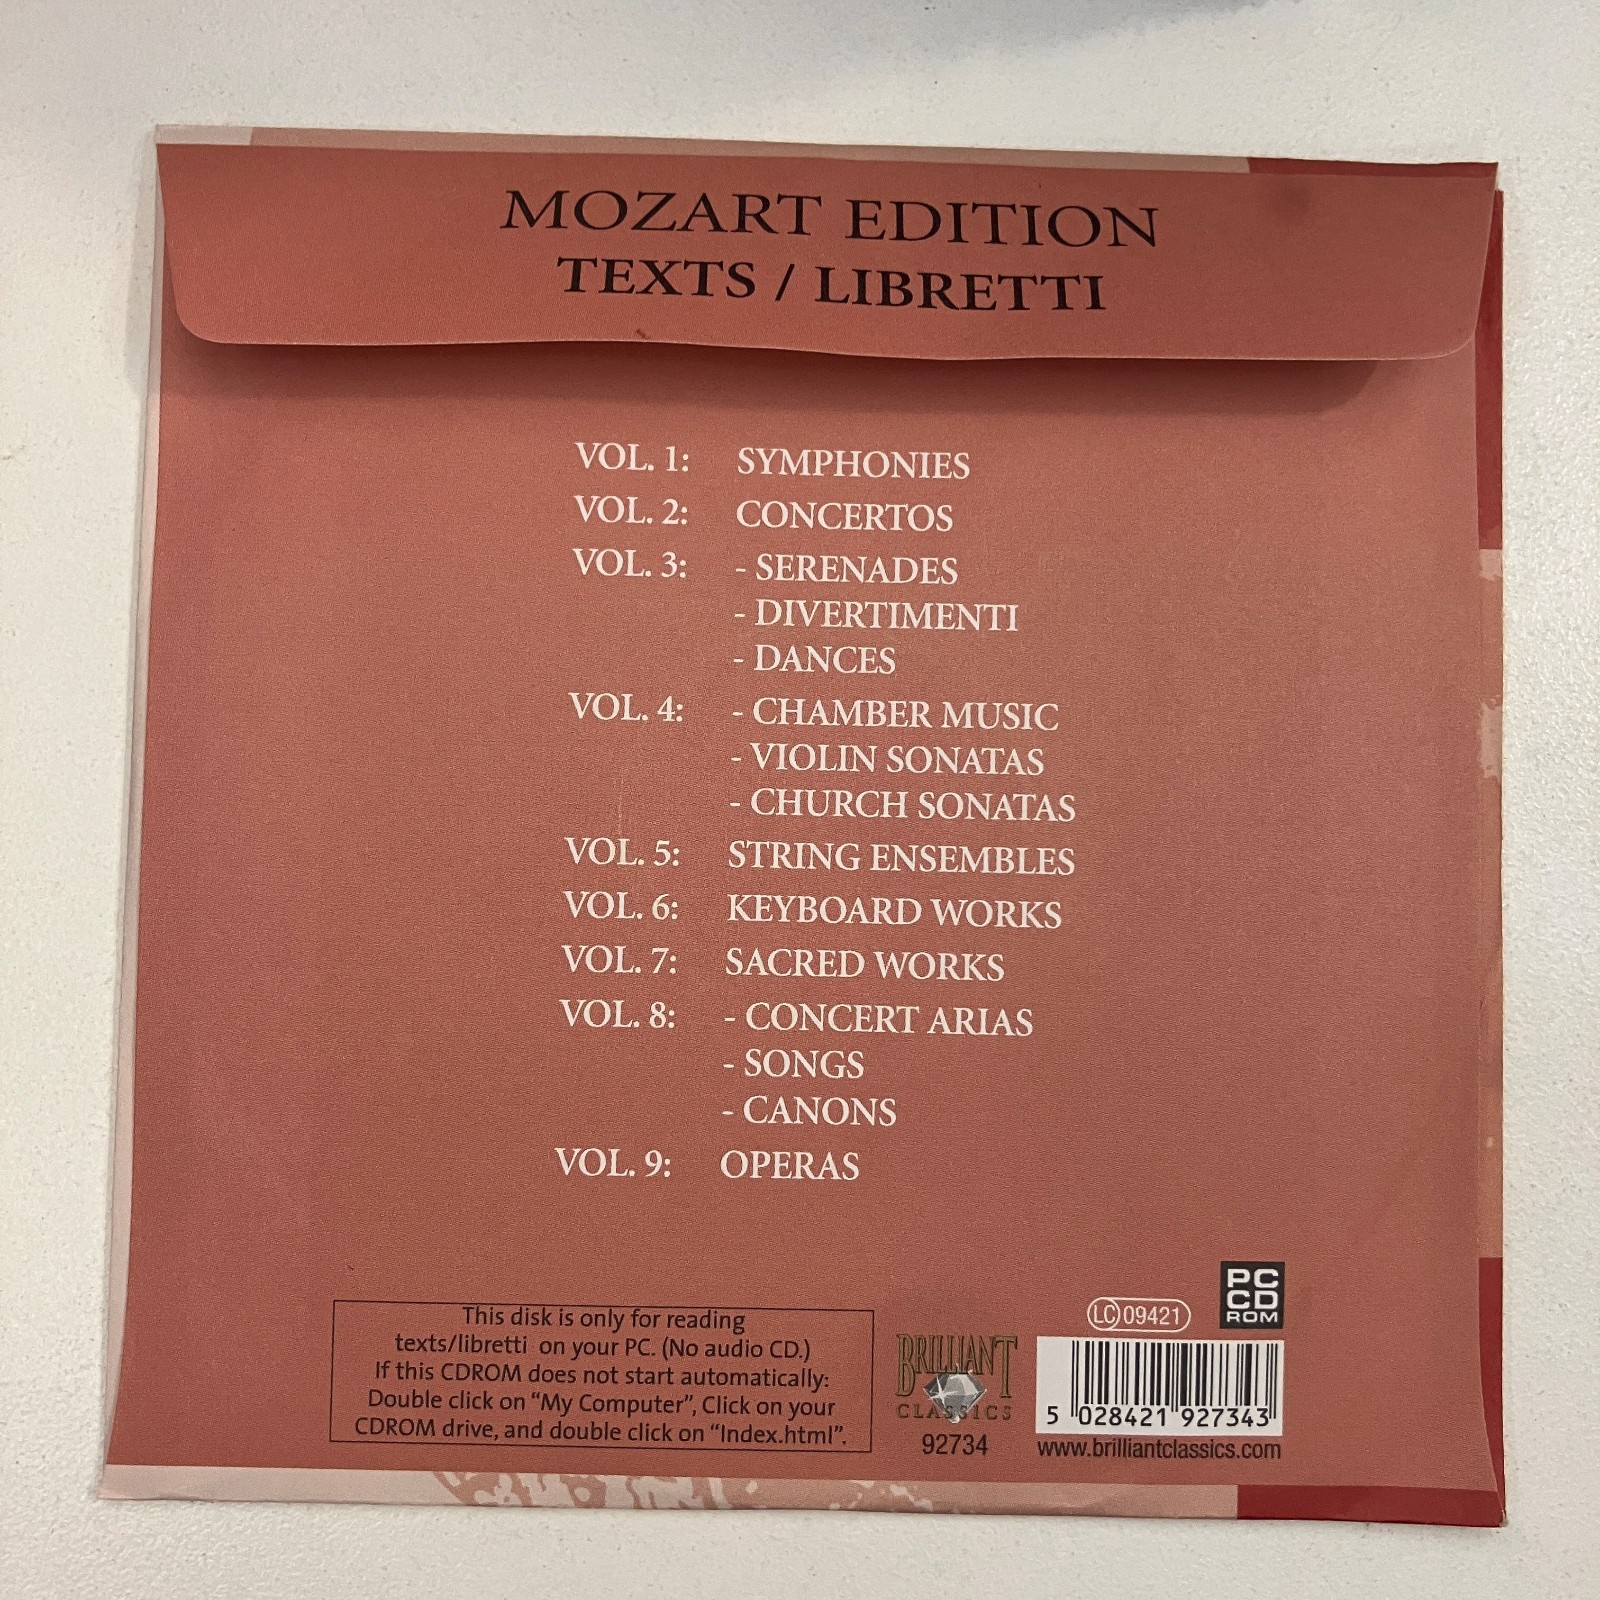 MOZART EDITION
TEXTS / LIBRETTI
VOL. 1: SYMPHONIES
VOL. 2: CONCERTOS
VOL. 3: - SERENADES
- DIVERTIMENTI
- DANCES
VOL. 4: - CHAMBER MUSIC
- VIOLIN SONATAS
- CHURCH SONATAS
VOL. 5: STRING ENSEMBLES
VOL. 6: KEYBOARD WORKS
VOL. 7: SACRED WORKS
VOL. 8: - CONCERT ARIAS
- SONGS
- CANONS
VOL. 9: OPERAS
This disk is only for reading
texts/libretti on your PC. (No audio CD.)
If this CDROM does not start automatically:
Double click on “My Computer”, Click on your
CDROM drive, and double click on “Index.html”.
BRILLIANT
CLASSICS
92734
LC 09421
PC
CD
ROM
5 028421 927343
www.brilliantclassics.com